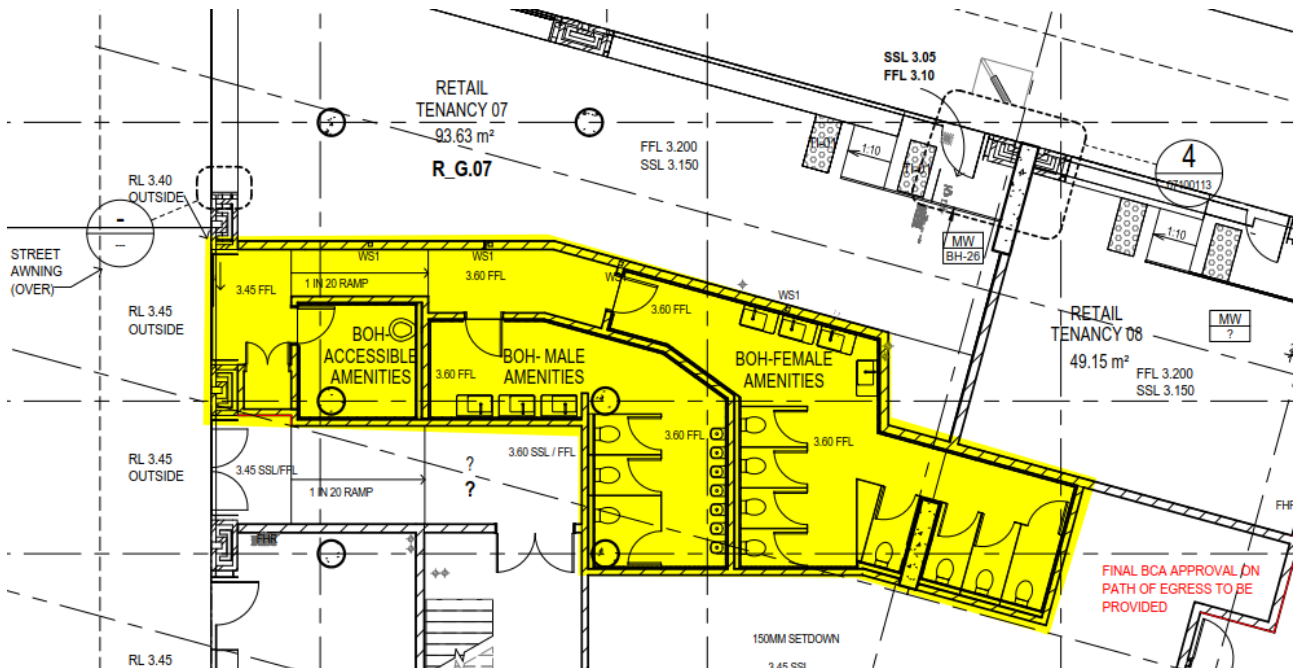 SSL 3.05
FFL 3.10
RETAIL
TENANCY 07
93.63 m²
R_G.07
FFL 3.200
SSL 3.150
1:10
4
07100113
RL 3.40
OUTSIDE
-
---
STREET
AWNING
(OVER)
MW
BH-26
1:10
WS1
WS1
3.45 FFL
1 IN 20 RAMP
3.60 FFL
3.60 FFL
WS1
RL 3.45
OUTSIDE
RETAIL
TENANCY 08
49.15 m²
MW
?
FFL 3.200
SSL 3.150
BOH-
ACCESSIBLE
AMENITIES
BOH- MALE
AMENITIES
3.60 FFL
BOH-FEMALE
AMENITIES
3.60 FFL
3.60 FFL
RL 3.45
OUTSIDE
3.45 SSL/FFL
1 IN 20 RAMP
3.60 SSL / FFL
?
?
FHR
FHR
FINAL BCA APPROVAL ON
PATH OF EGRESS TO BE
PROVIDED
150MM SETDOWN
3.45 SSL
RL 3.45